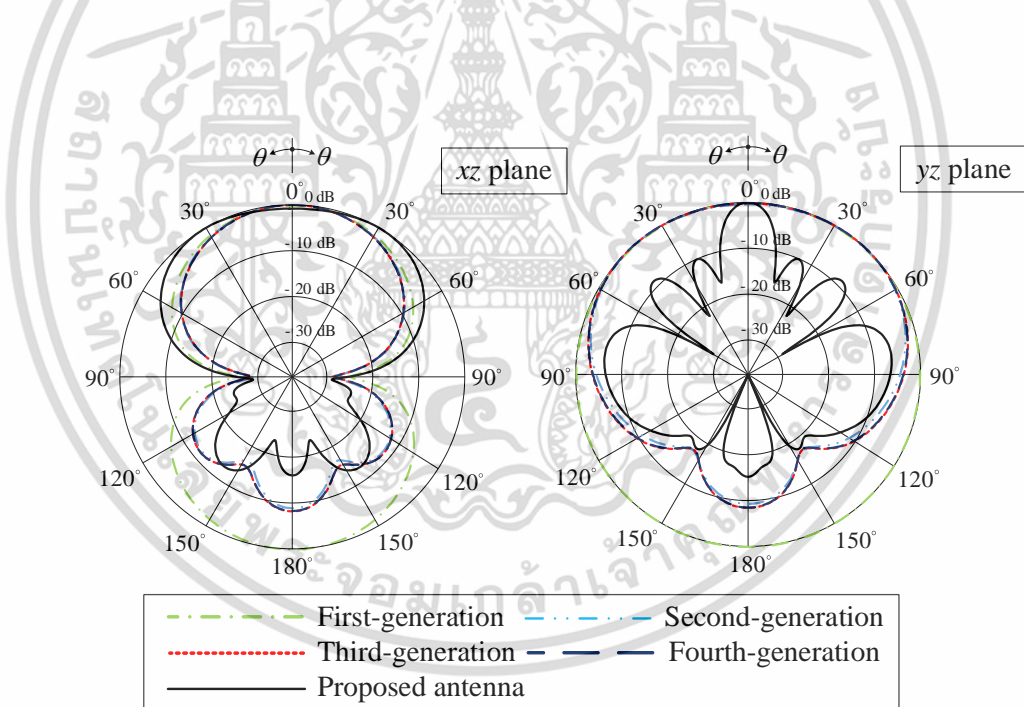 θ θ
xz plane
0° 0 dB
30° 30°
- 10 dB
60° 60°
- 20 dB
- 30 dB
90° 90°
120° 120°
150° 150°
180°
θ θ
yz plane
0° 0 dB
30° 30°
- 10 dB
60° 60°
- 20 dB
- 30 dB
90° 90°
120° 120°
150° 150°
180°
First-generation Second-generation
Third-generation Fourth-generation
Proposed antenna